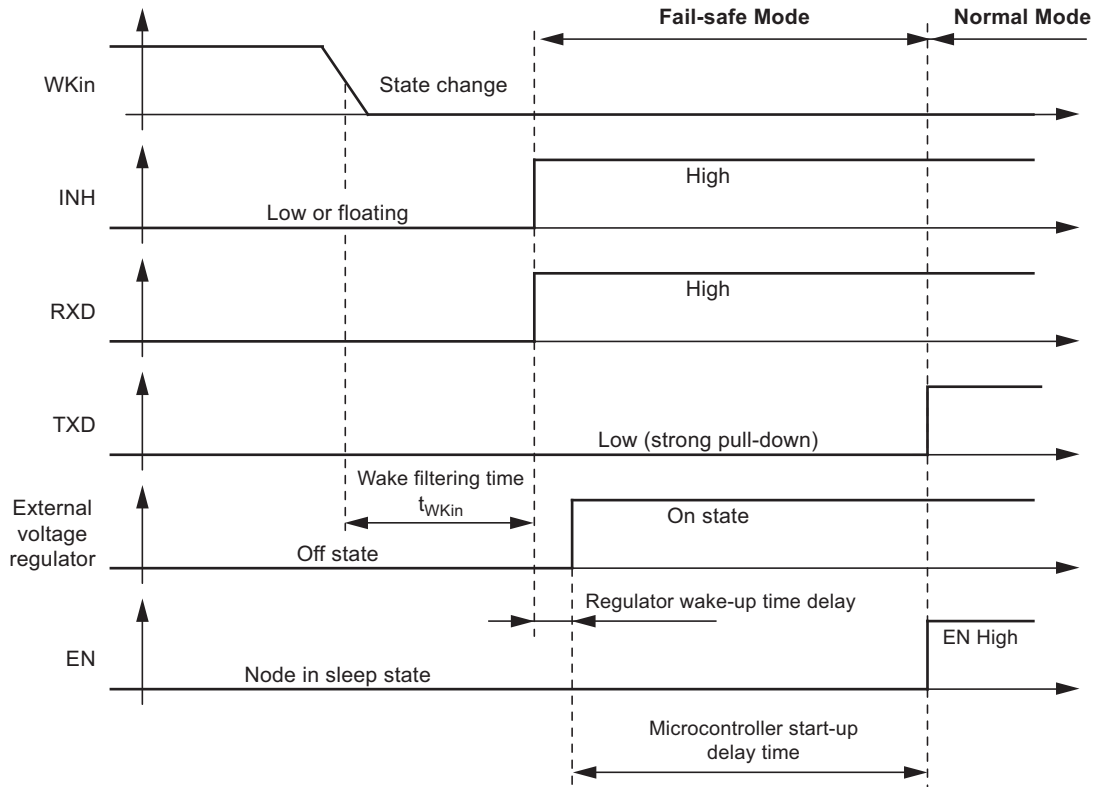 Fail-safe Mode
Normal Mode
WKin
State change
INH
Low or floating
High
RXD
High
TXD
Low (strong pull-down)
Wake filtering time
tWKin
External
voltage
regulator
Off state
On state
Regulator wake-up time delay
EN
Node in sleep state
EN High
Microcontroller start-up
delay time